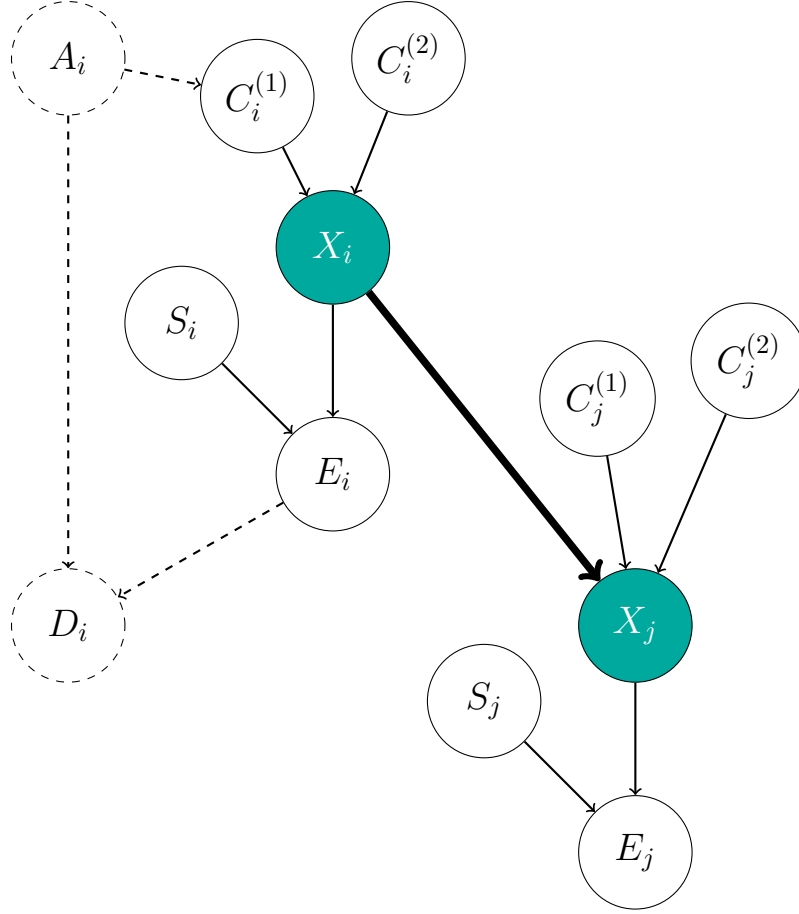 A_i
C_i^{(1)}
C_i^{(2)}
X_i
S_i
E_i
C_j^{(1)}
C_j^{(2)}
D_i
X_j
S_j
E_j